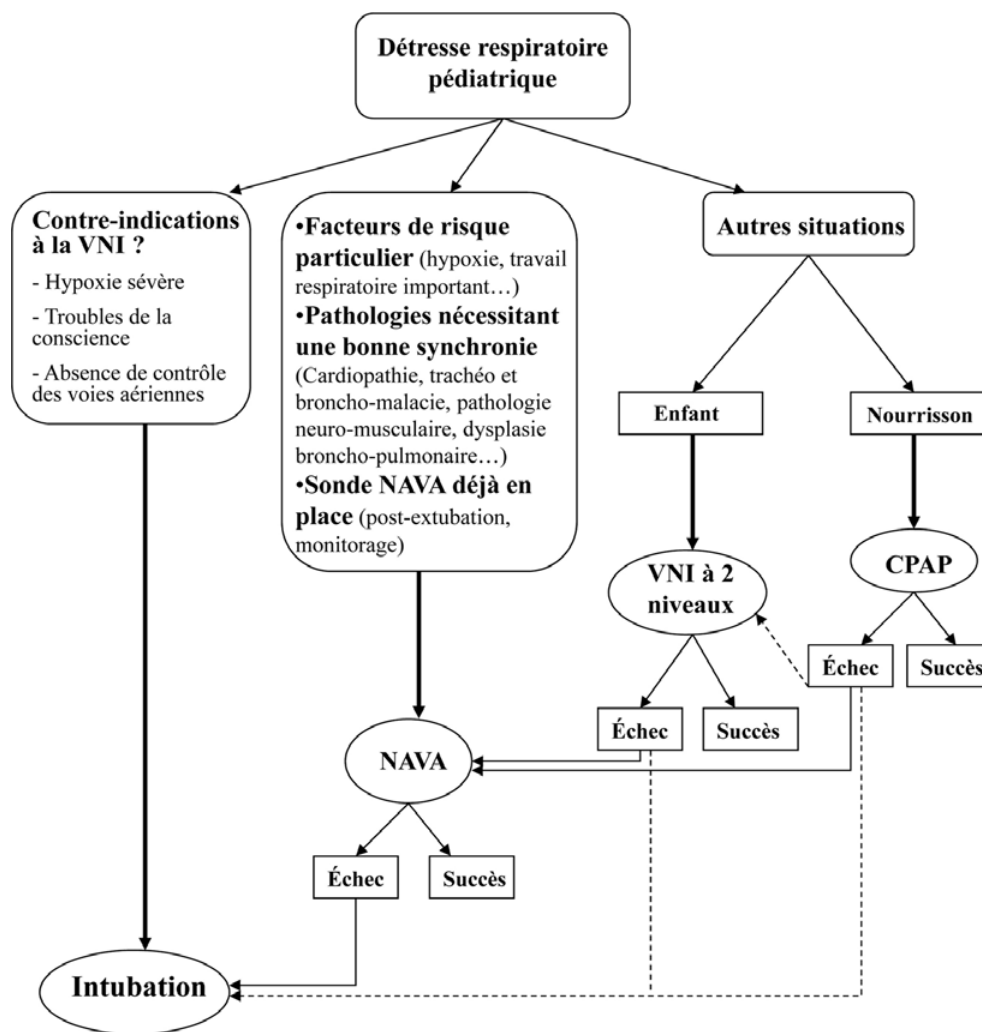 Détresse respiratoire
pédiatrique
Contre-indications
à la VNI ?
- Hypoxie sévère
- Troubles de la
conscience
- Absence de contrôle
des voies aériennes
•Facteurs de risque
particulier (hypoxie, travail
respiratoire important…)
•Pathologies nécessitant
une bonne synchronie
(Cardiopathie, trachéo et
broncho-malacie, pathologie
neuro-musculaire, dysplasie
broncho-pulmonaire…)
•Sonde NAVA déjà en
place (post-extubation,
monitorage)
Autres situations
Enfant
Nourrisson
VNI à 2
niveaux
CPAP
Échec
Succès
Échec
Succès
NAVA
Échec
Succès
Intubation